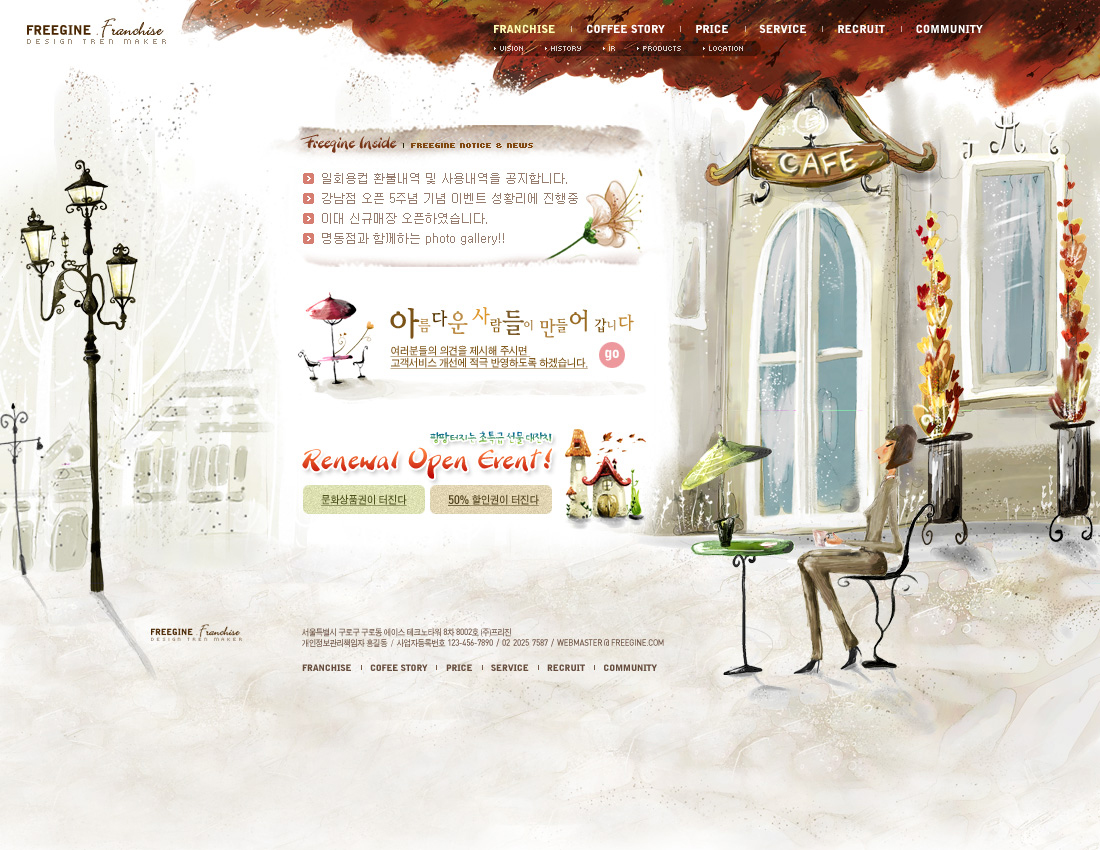 FREEGINE Franchise
DESIGN TREN MAKER
FRANCHISE COFFEE STORY PRICE SERVICE RECRUIT COMMUNITY
VISION HISTORY IR PRODUCTS LOCATION
CAFE
Freegine Inside FREEGINE NOTICE & NEWS
일회용컵 환불내역 및 사용내역을 공지합니다.
강남점 오픈 5주년 기념 이벤트 성황리에 진행중
이대 신규매장 오픈하였습니다.
명동점과 함께하는 photo gallery!!
아름다운 사람들이 만들어 갑니다
여러분들의 의견을 제시해 주시면
고객서비스 개선에 적극 반영하도록 하겠습니다.
go
팡팡 터지는 초특급 선물 대잔치
Renewal Open Event!
문화상품권이 터진다
50% 할인권이 터진다
FREEGINE Franchise
DESIGN TREN MAKER
서울특별시 구로구 구로동 에이스 테크노타워 8차 8002호 (주)프리진
개인정보관리책임자 홍길동 / 사업자등록번호 123-456-7890 / 02 2025 7587 / WEBMASTER@FREEGINE.COM
FRANCHISE COFEE STORY PRICE SERVICE RECRUIT COMMUNITY